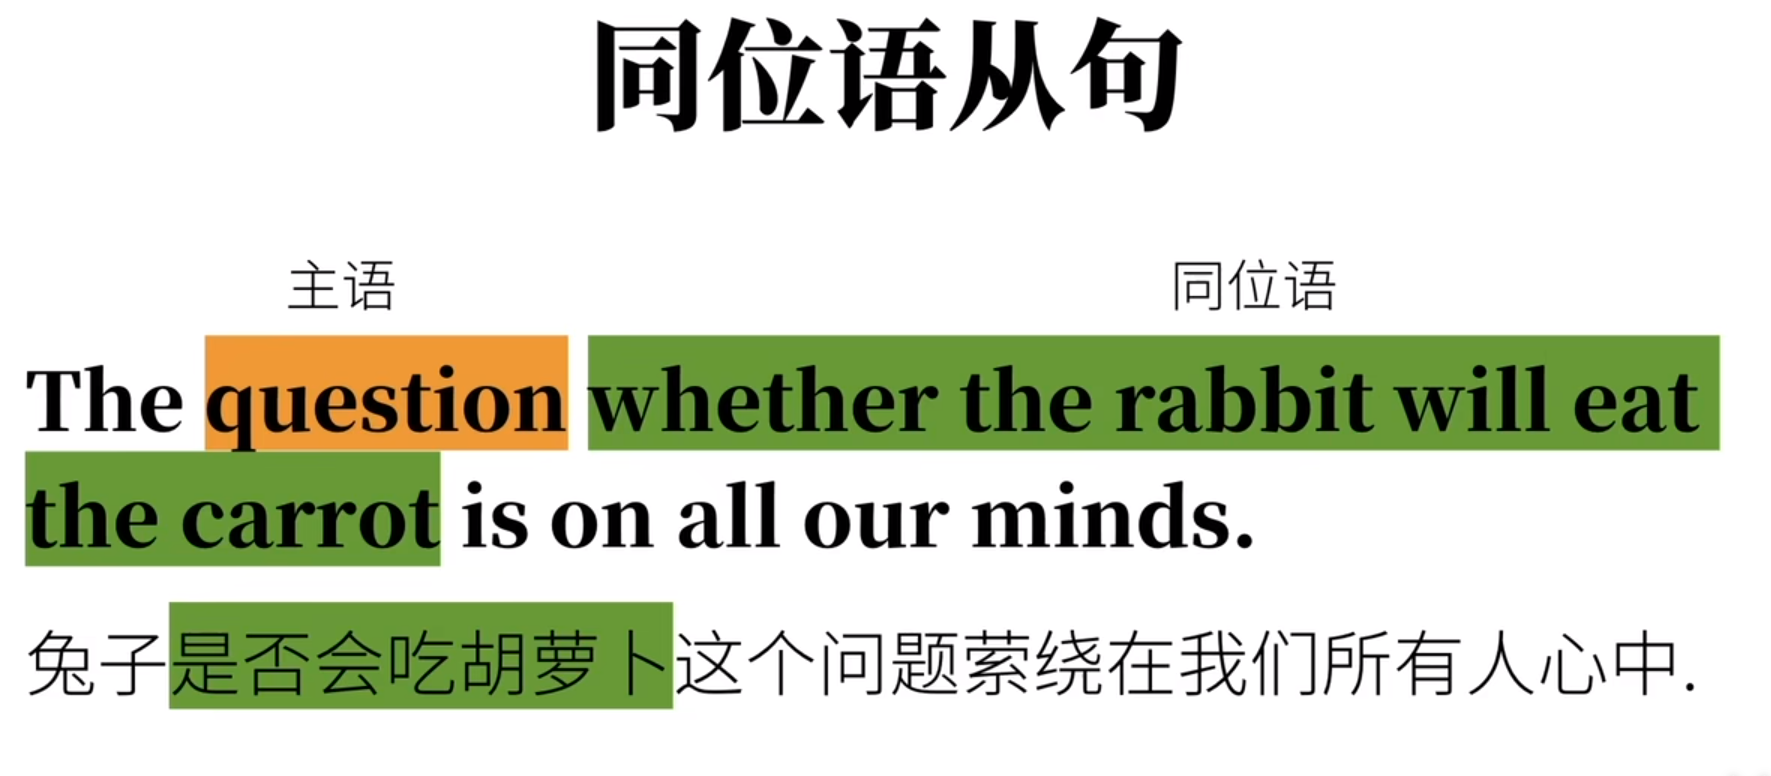 同位语从句
主语 同位语
The question whether the rabbit will eat
the carrot is on all our minds.
兔子是否会吃胡萝卜这个问题萦绕在我们所有人心中.